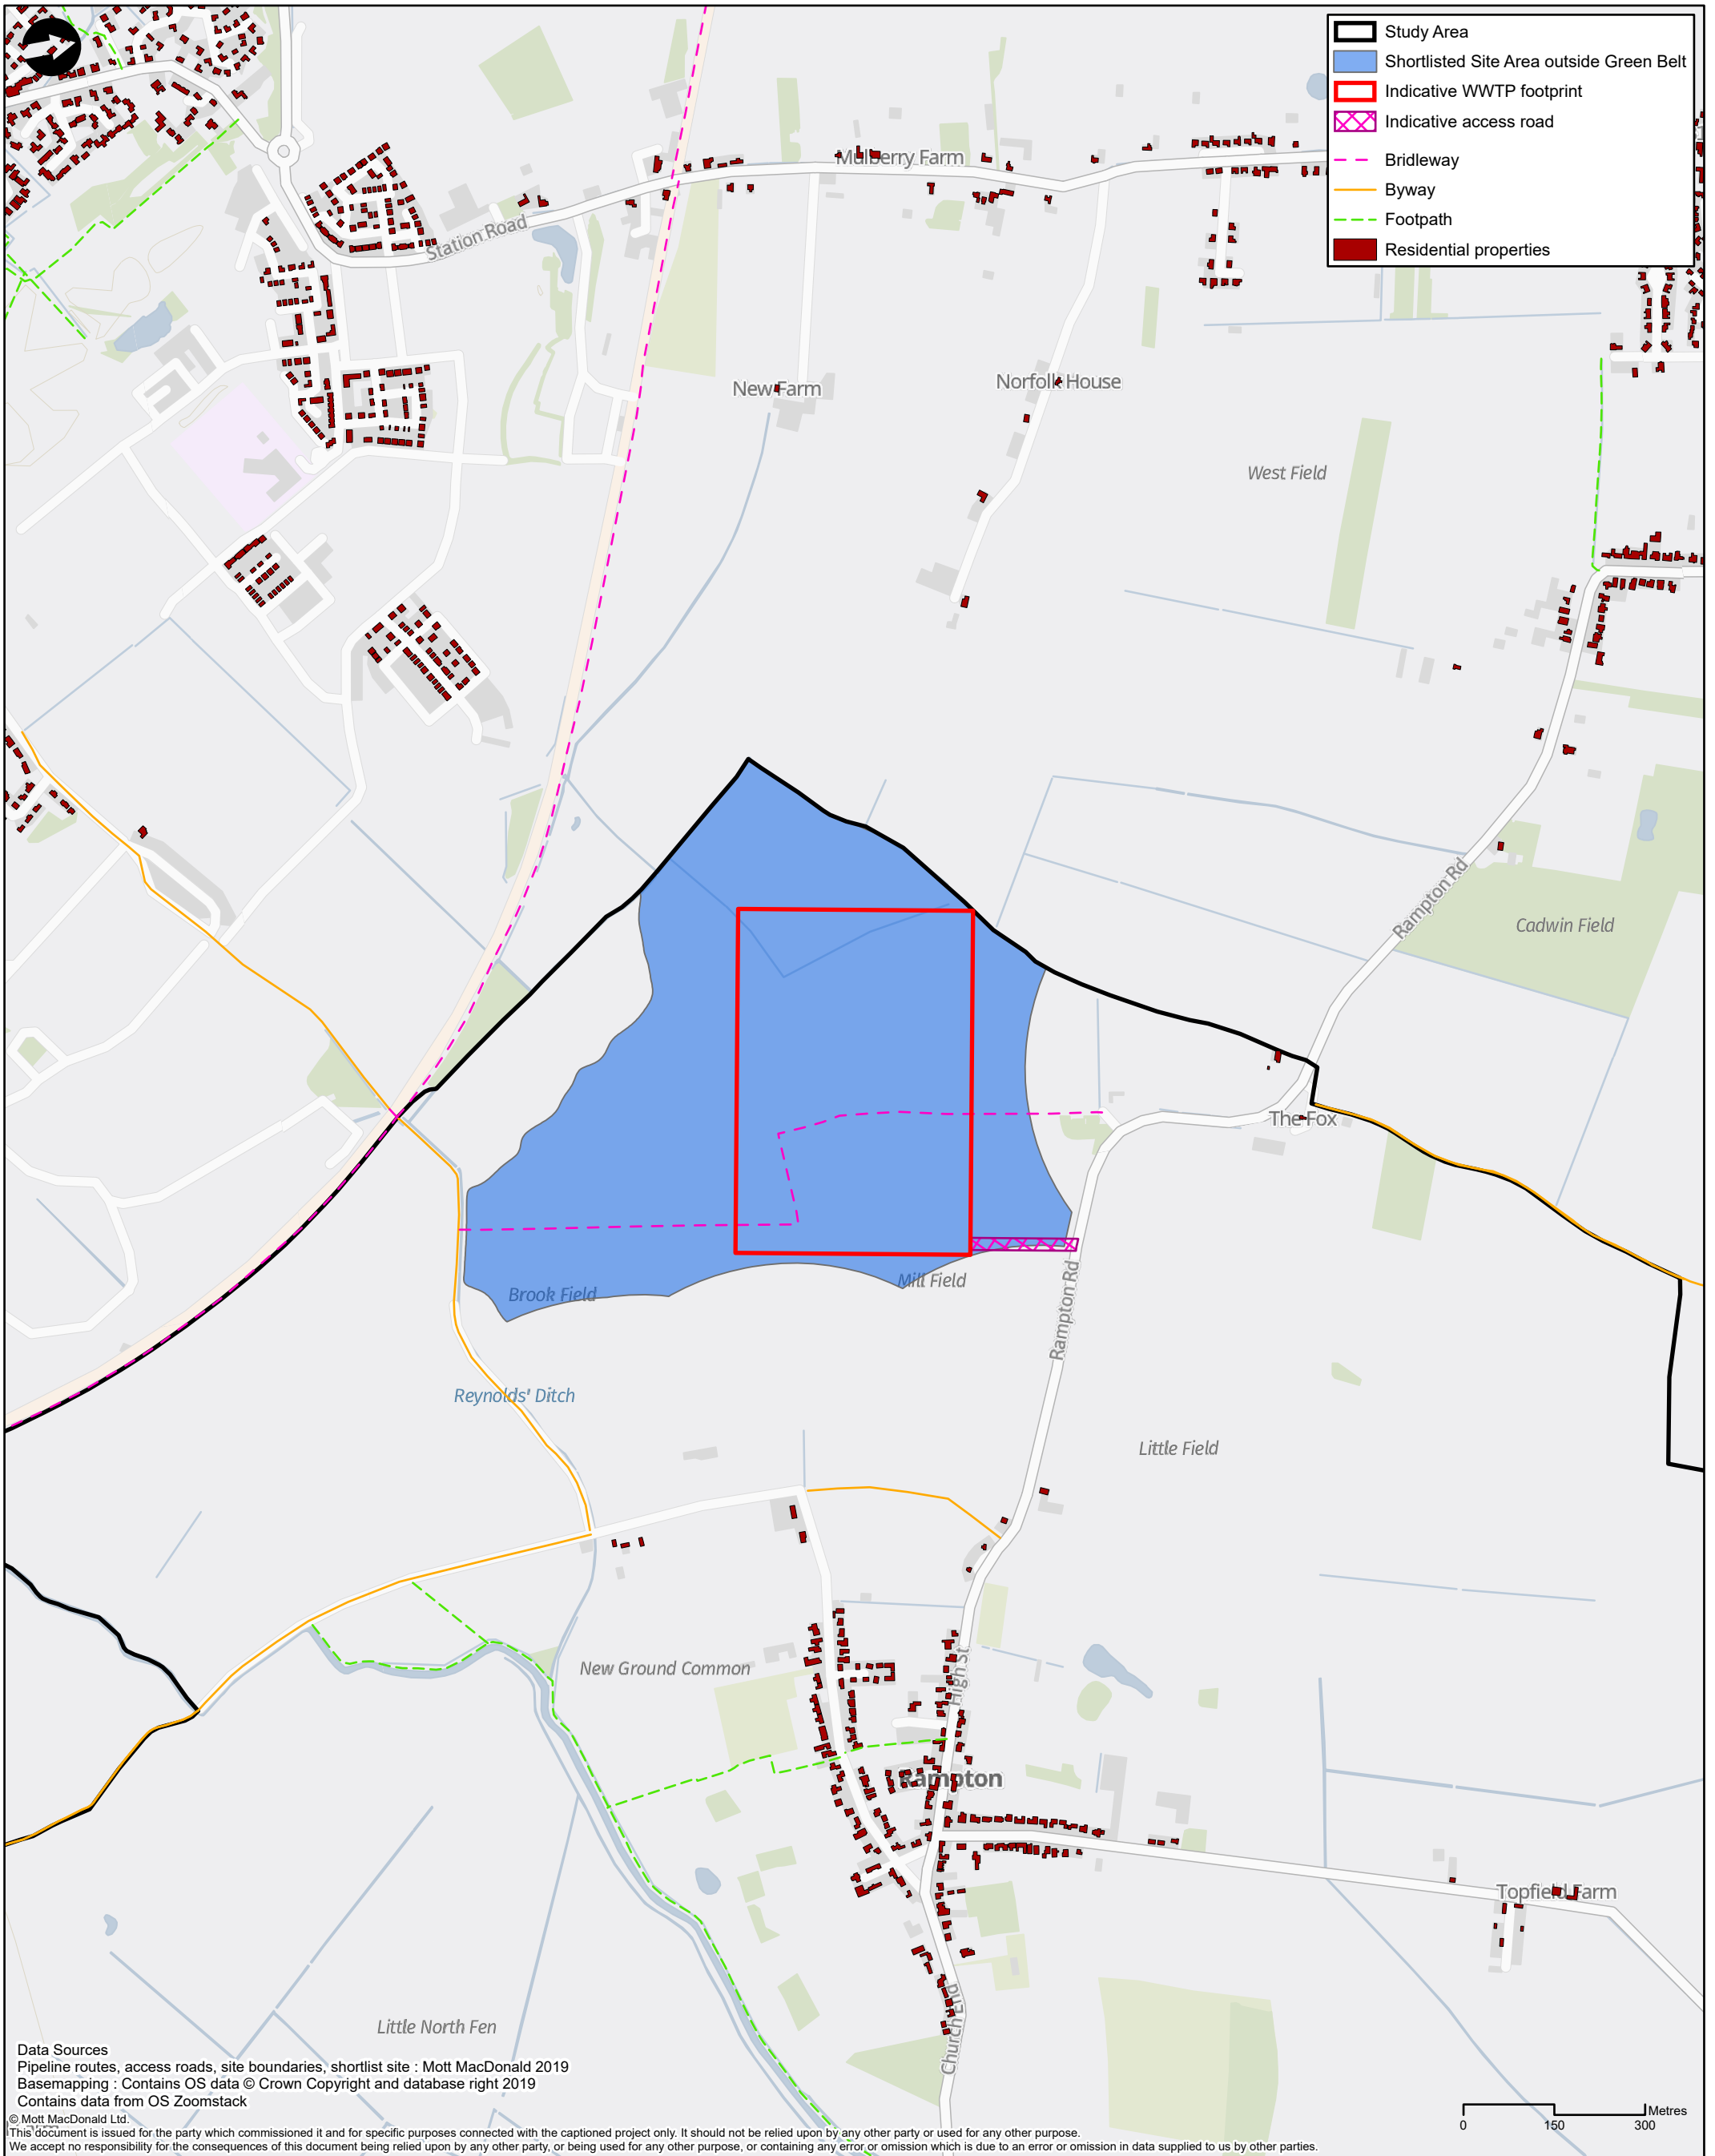 Study Area
Shortlisted Site Area outside Green Belt
Indicative WWTP footprint
Indicative access road
Bridleway
Byway
Footpath
Residential properties
Mulberry Farm
Station Road
New Farm
Norfolk House
West Field
Rampton Rd
Cadwin Field
The Fox
Mill Field
Brook Field
Rampton Rd
Reynolds' Ditch
Little Field
New Ground Common
High St
Rampton
Topfield Farm
Church End
Little North Fen
Data Sources
Pipeline routes, access roads, site boundaries, shortlist site : Mott MacDonald 2019
Basemapping : Contains OS data © Crown Copyright and database right 2019
Contains data from OS Zoomstack
© Mott MacDonald Ltd.
This document is issued for the party which commissioned it and for specific purposes connected with the captioned project only. It should not be relied upon by any other party or used for any other purpose.
We accept no responsibility for the consequences of this document being relied upon by any other party, or being used for any other purpose, or containing any error or omission which is due to an error or omission in data supplied to us by other parties.
Metres
0 150 300